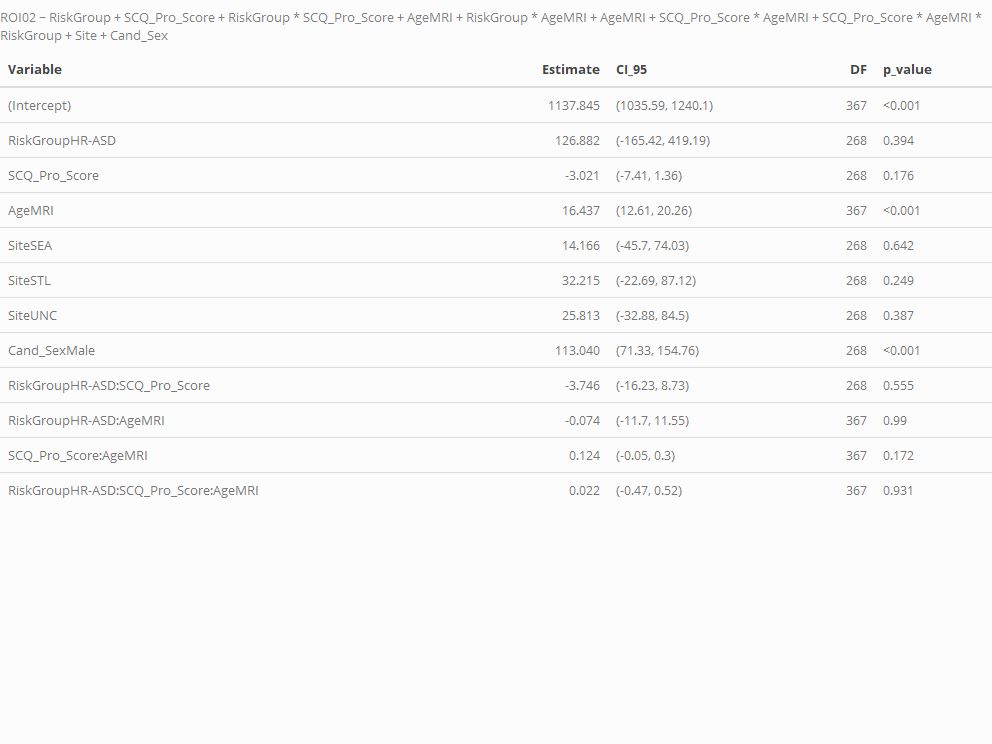 ROI02 ~ RiskGroup + SCQ_Pro_Score + RiskGroup * SCQ_Pro_Score + AgeMRI + RiskGroup * AgeMRI + AgeMRI + SCQ_Pro_Score * AgeMRI + SCQ_Pro_Score * AgeMRI *
RiskGroup + Site + Cand_Sex
Variable Estimate CI_95 DF p_value
(Intercept) 1137.845 (1035.59, 1240.1) 367 <0.001
RiskGroupHR-ASD 126.882 (-165.42, 419.19) 268 0.394
SCQ_Pro_Score -3.021 (-7.41, 1.36) 268 0.176
AgeMRI 16.437 (12.61, 20.26) 367 <0.001
SiteSEA 14.166 (-45.7, 74.03) 268 0.642
SiteSTL 32.215 (-22.69, 87.12) 268 0.249
SiteUNC 25.813 (-32.88, 84.5) 268 0.387
Cand_SexMale 113.040 (71.33, 154.76) 268 <0.001
RiskGroupHR-ASD:SCQ_Pro_Score -3.746 (-16.23, 8.73) 268 0.555
RiskGroupHR-ASD:AgeMRI -0.074 (-11.7, 11.55) 367 0.99
SCQ_Pro_Score:AgeMRI 0.124 (-0.05, 0.3) 367 0.172
RiskGroupHR-ASD:SCQ_Pro_Score:AgeMRI 0.022 (-0.47, 0.52) 367 0.931